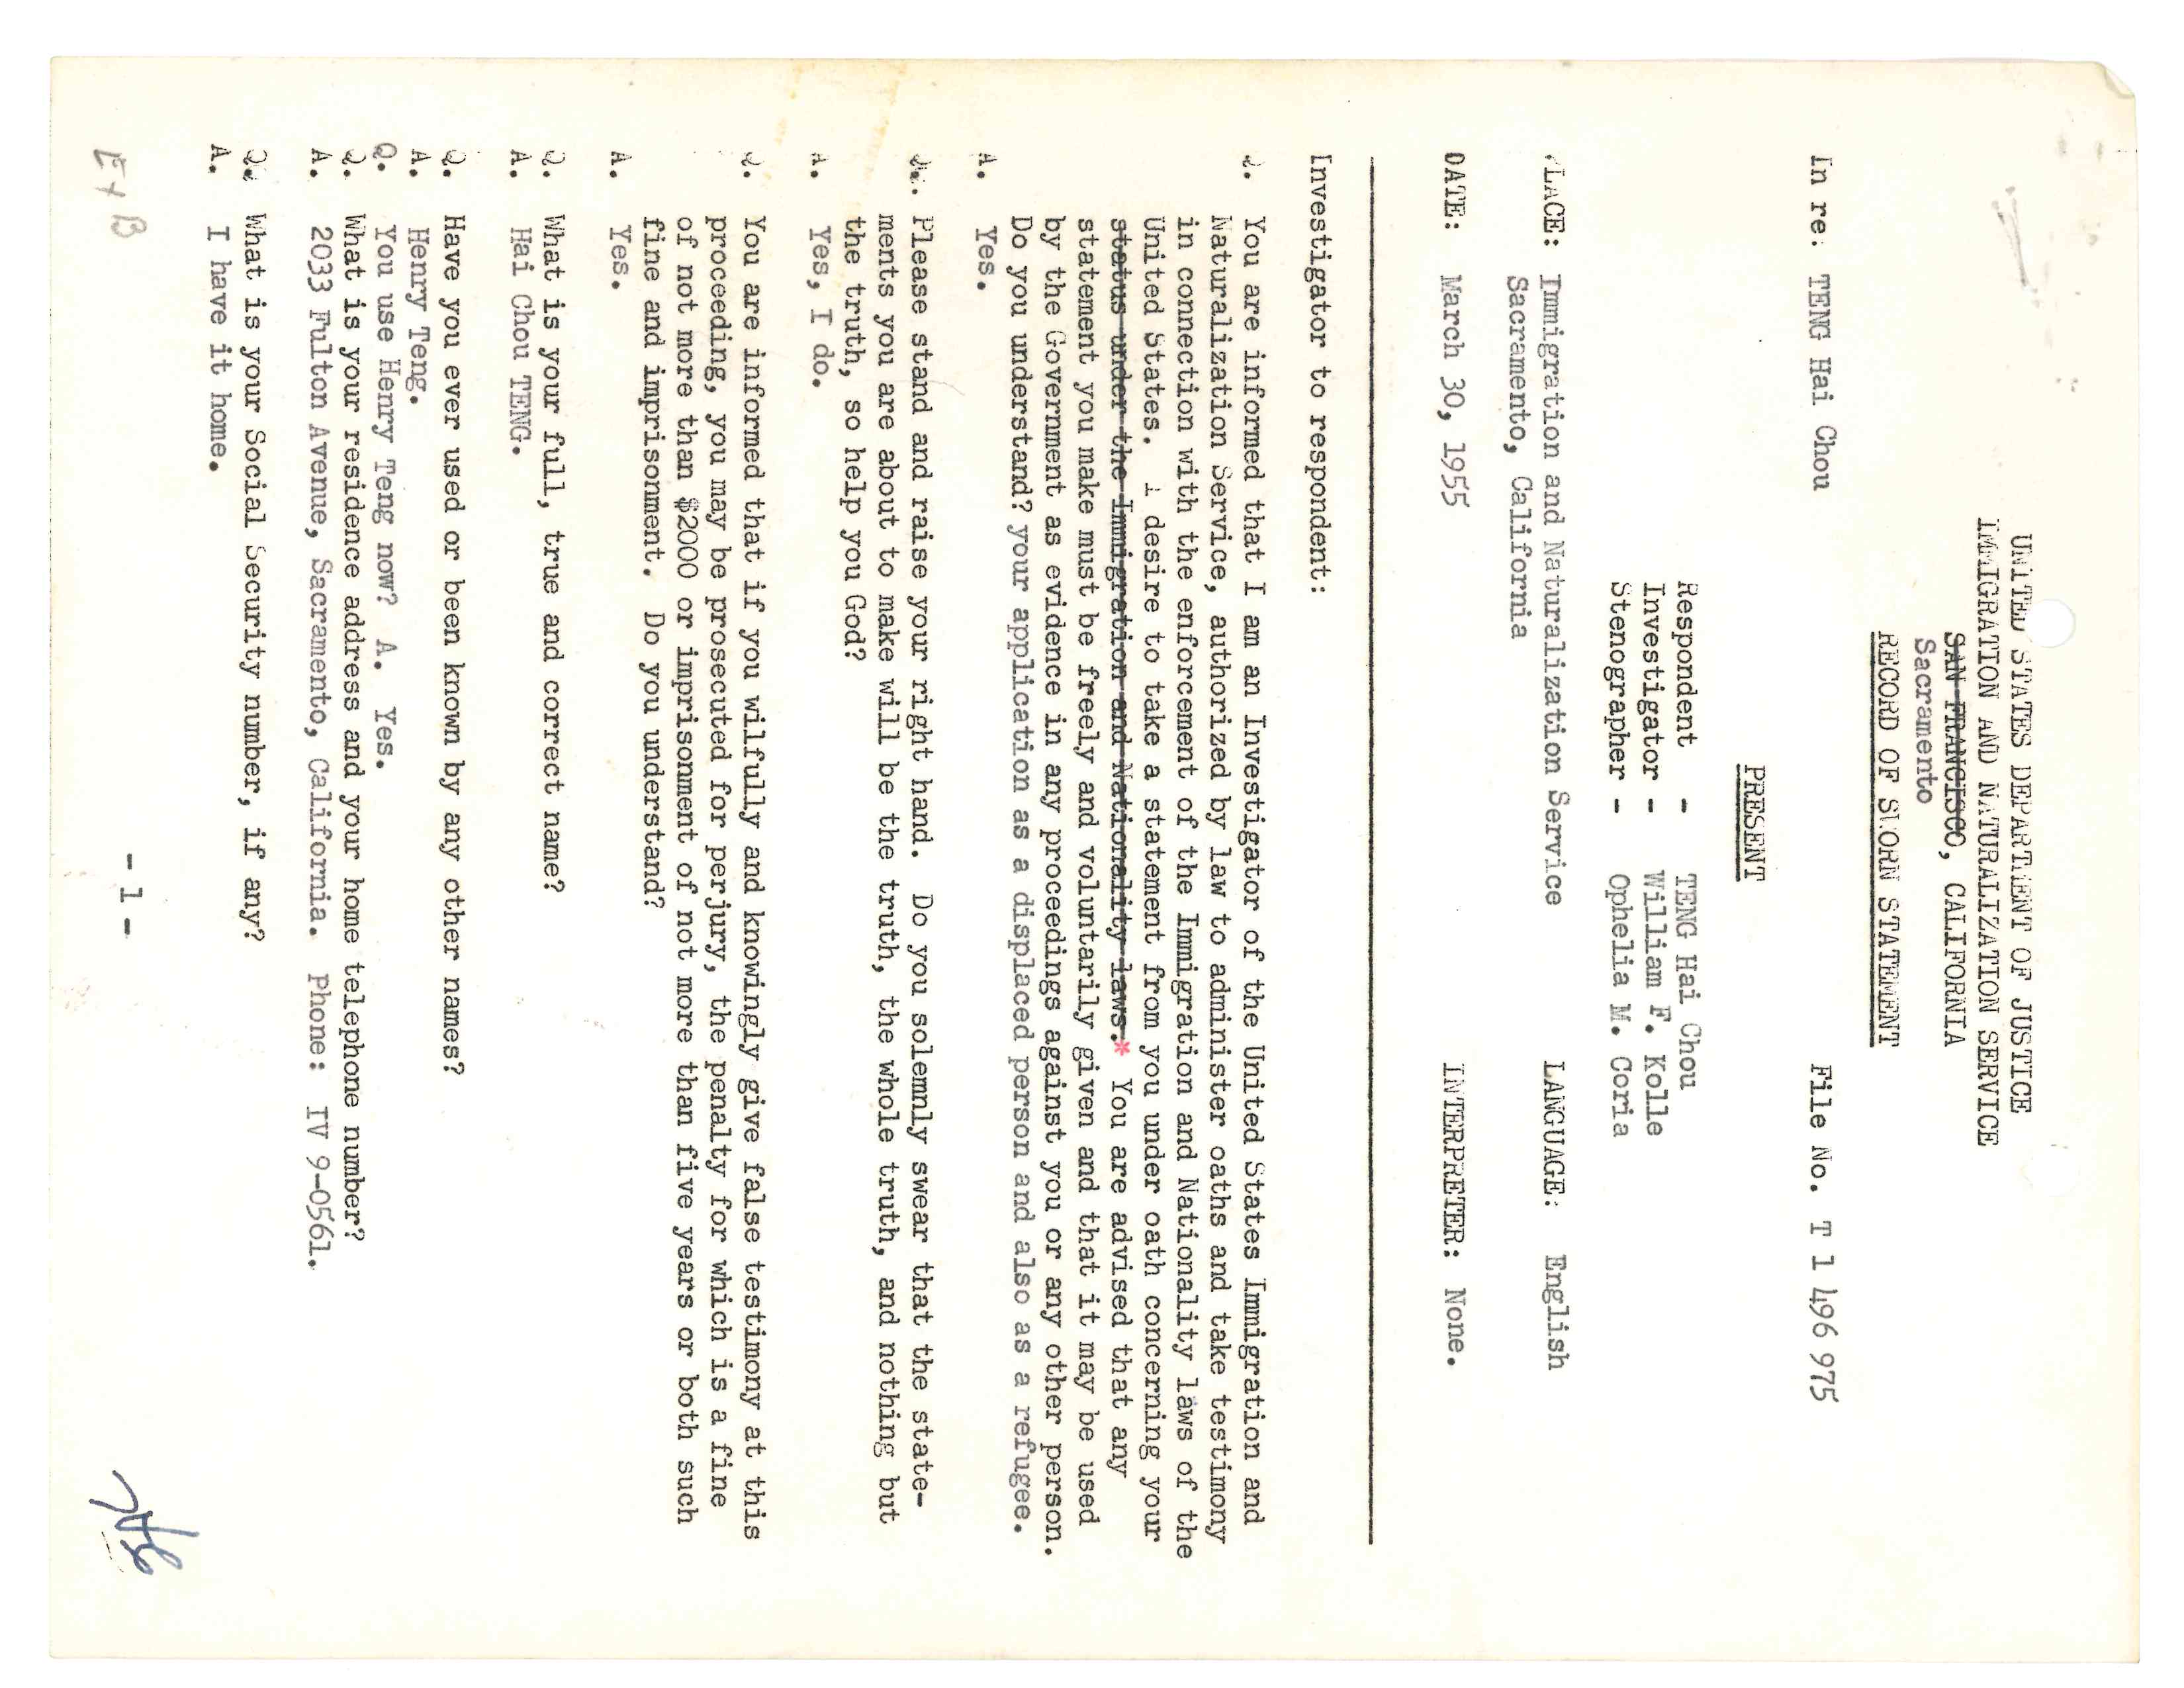 UNITED STATES DEPARTMENT OF JUSTICE
IMMIGRATION AND NATURALIZATION SERVICE
SAN FRANCISCO, CALIFORNIA
Sacramento
RECORD OF SWORN STATEMENT
In re: TENG Hai Chou File No. T 1 496 975
PRESENT
Respondent - TENG Hai Chou
Investigator - William F. Kolle
Stenographer - Ophelia M. Coria
PLACE: Immigration and Naturalization Service LANGUAGE: English
Sacramento, California
DATE: March 30, 1955 INTERPRETER: None.
Investigator to respondent:
Q. You are informed that I am an Investigator of the United States Immigration and
Naturalization Service, authorized by law to administer oaths and take testimony
in connection with the enforcement of the Immigration and Nationality laws of the
United States. I desire to take a statement from you under oath concerning your
status under the Immigration and Nationality laws.* You are advised that any
statement you make must be freely and voluntarily given and that it may be used
by the Government as evidence in any proceedings against you or any other person.
Do you understand? your application as a displaced person and also as a refugee.
A. Yes.
Q. Please stand and raise your right hand. Do you solemnly swear that the state-
ments you are about to make will be the truth, the whole truth, and nothing but
the truth, so help you God?
A. Yes, I do.
Q. You are informed that if you wilfully and knowingly give false testimony at this
proceeding, you may be prosecuted for perjury, the penalty for which is a fine
of not more than $2000 or imprisonment of not more than five years or both such
fine and imprisonment. Do you understand?
A. Yes.
Q. What is your full, true and correct name?
A. Hai Chou TENG.
Q. Have you ever used or been known by any other names?
A. Henry Teng.
Q. You use Henry Teng now? A. Yes.
Q. What is your residence address and your home telephone number?
A. 2033 Fulton Avenue, Sacramento, California. Phone: IV 9-0561.
Q. What is your Social Security number, if any?
A. I have it home.
- 1 -
Ex B